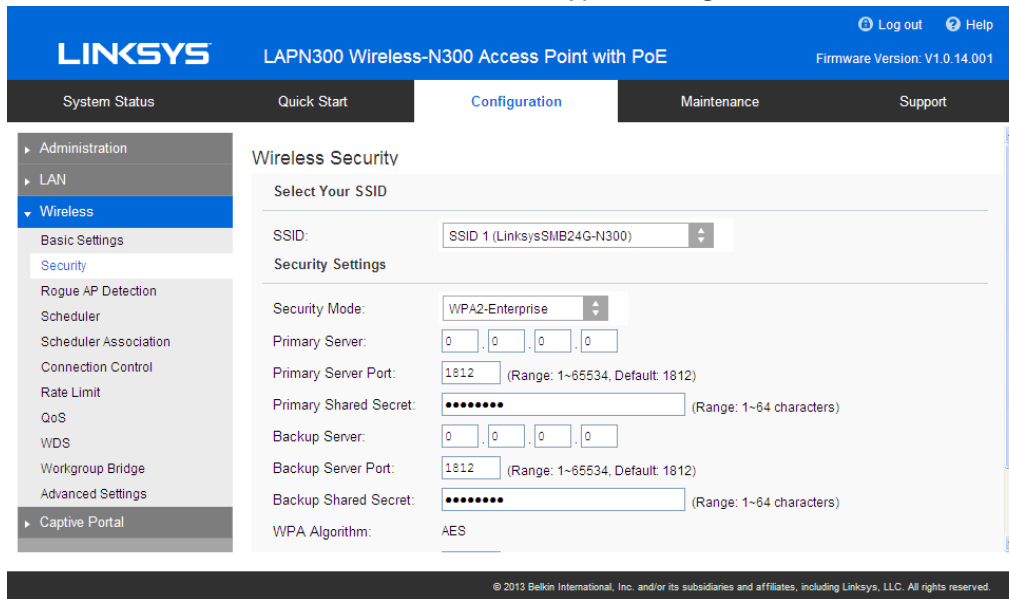 Log out Help
LINKSYS LAPN300 Wireless-N300 Access Point with PoE Firmware Version: V1.0.14.001
System Status Quick Start Configuration Maintenance Support
Administration
LAN
Wireless
Basic Settings
Security
Rogue AP Detection
Scheduler
Scheduler Association
Connection Control
Rate Limit
QoS
WDS
Workgroup Bridge
Advanced Settings
Captive Portal
Wireless Security
Select Your SSID
SSID: SSID 1 (LinksysSMB24G-N300)
Security Settings
Security Mode: WPA2-Enterprise
Primary Server: 0 . 0 . 0 . 0
Primary Server Port: 1812 (Range: 1~65534, Default: 1812)
Primary Shared Secret: •••••••• (Range: 1~64 characters)
Backup Server: 0 . 0 . 0 . 0
Backup Server Port: 1812 (Range: 1~65534, Default: 1812)
Backup Shared Secret: •••••••• (Range: 1~64 characters)
WPA Algorithm: AES
© 2013 Belkin International, Inc. and/or its subsidiaries and affiliates, including Linksys, LLC. All rights reserved.